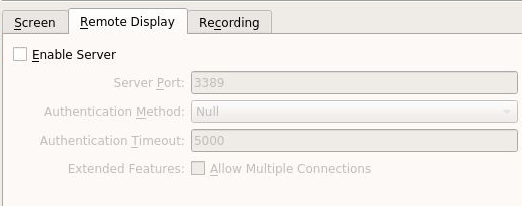 Screen Remote Display Recording
Enable Server
Server Port: 3389
Authentication Method: Null
Authentication Timeout: 5000
Extended Features: Allow Multiple Connections